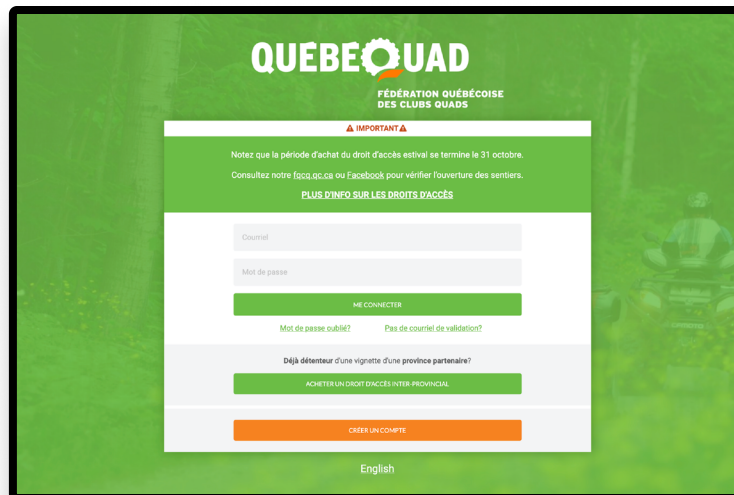 QUÉBEQUAD
FÉDÉRATION QUÉBÉCOISE
DES CLUBS QUADS
IMPORTANT
Notez que la période d'achat du droit d'accès estival se termine le 31 octobre.
Consultez notre fqcq.qc.ca ou Facebook pour vérifier l'ouverture des sentiers.
PLUS D'INFO SUR LES DROITS D'ACCÈS
Courriel
Mot de passe
ME CONNECTER
Mot de passe oublié? Pas de courriel de validation?
Déjà détenteur d'une vignette d'une province partenaire?
ACHETER UN DROIT D'ACCÈS INTER-PROVINCIAL
CRÉER UN COMPTE
English